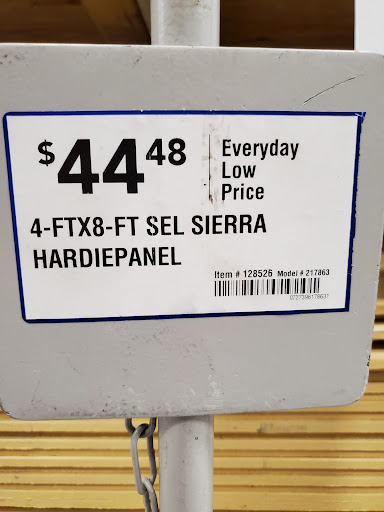 $44.48
Everyday
Low
Price
4-FTX8-FT SEL SIERRA
HARDIEPANEL
Item # 128526 Model # 217863